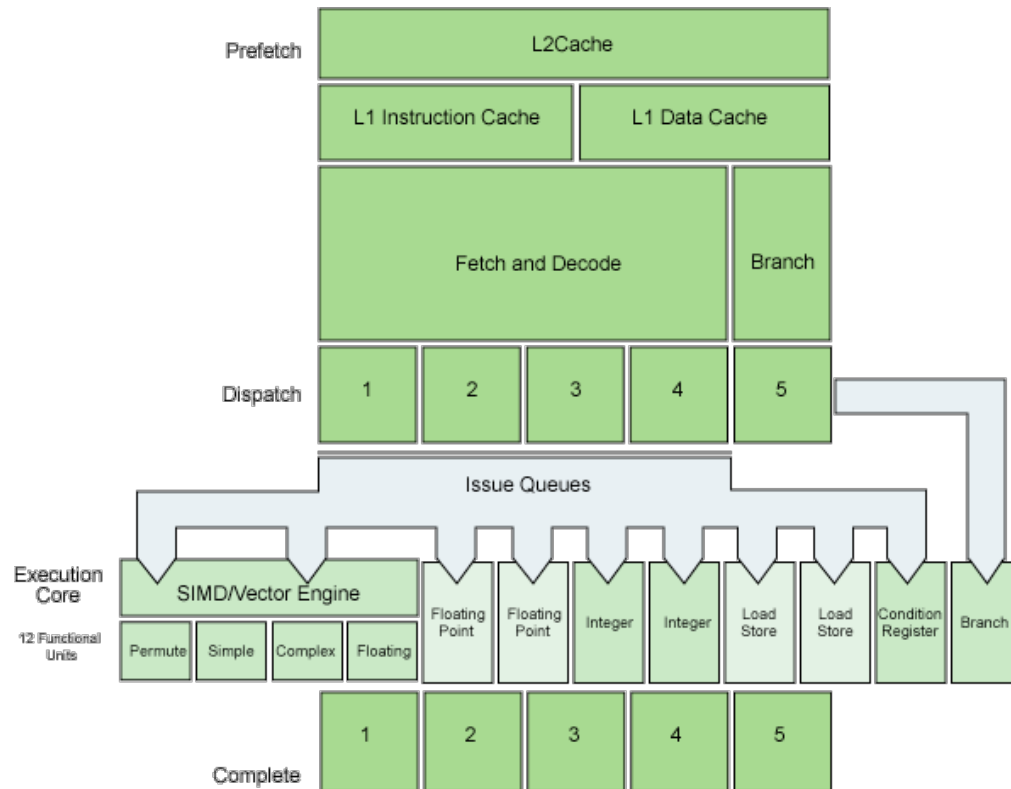 Prefetch
L2Cache
L1 Instruction Cache
L1 Data Cache
Fetch and Decode
Branch
Dispatch
1
2
3
4
5
Issue Queues
Execution
Core
SIMD/Vector Engine
12 Functional
Units
Permute
Simple
Complex
Floating
Floating
Point
Floating
Point
Integer
Integer
Load
Store
Load
Store
Condition
Register
Branch
1
2
3
4
5
Complete